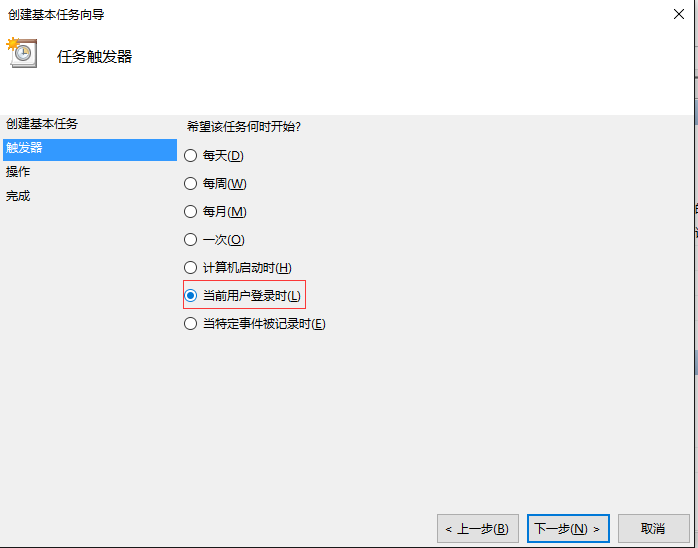 创建基本任务向导
任务触发器
创建基本任务
触发器
操作
完成
希望该任务何时开始?
每天(D)
每周(W)
每月(M)
一次(O)
计算机启动时(H)
当前用户登录时(L)
当特定事件被记录时(E)
< 上一步(B)
下一步(N) >
取消